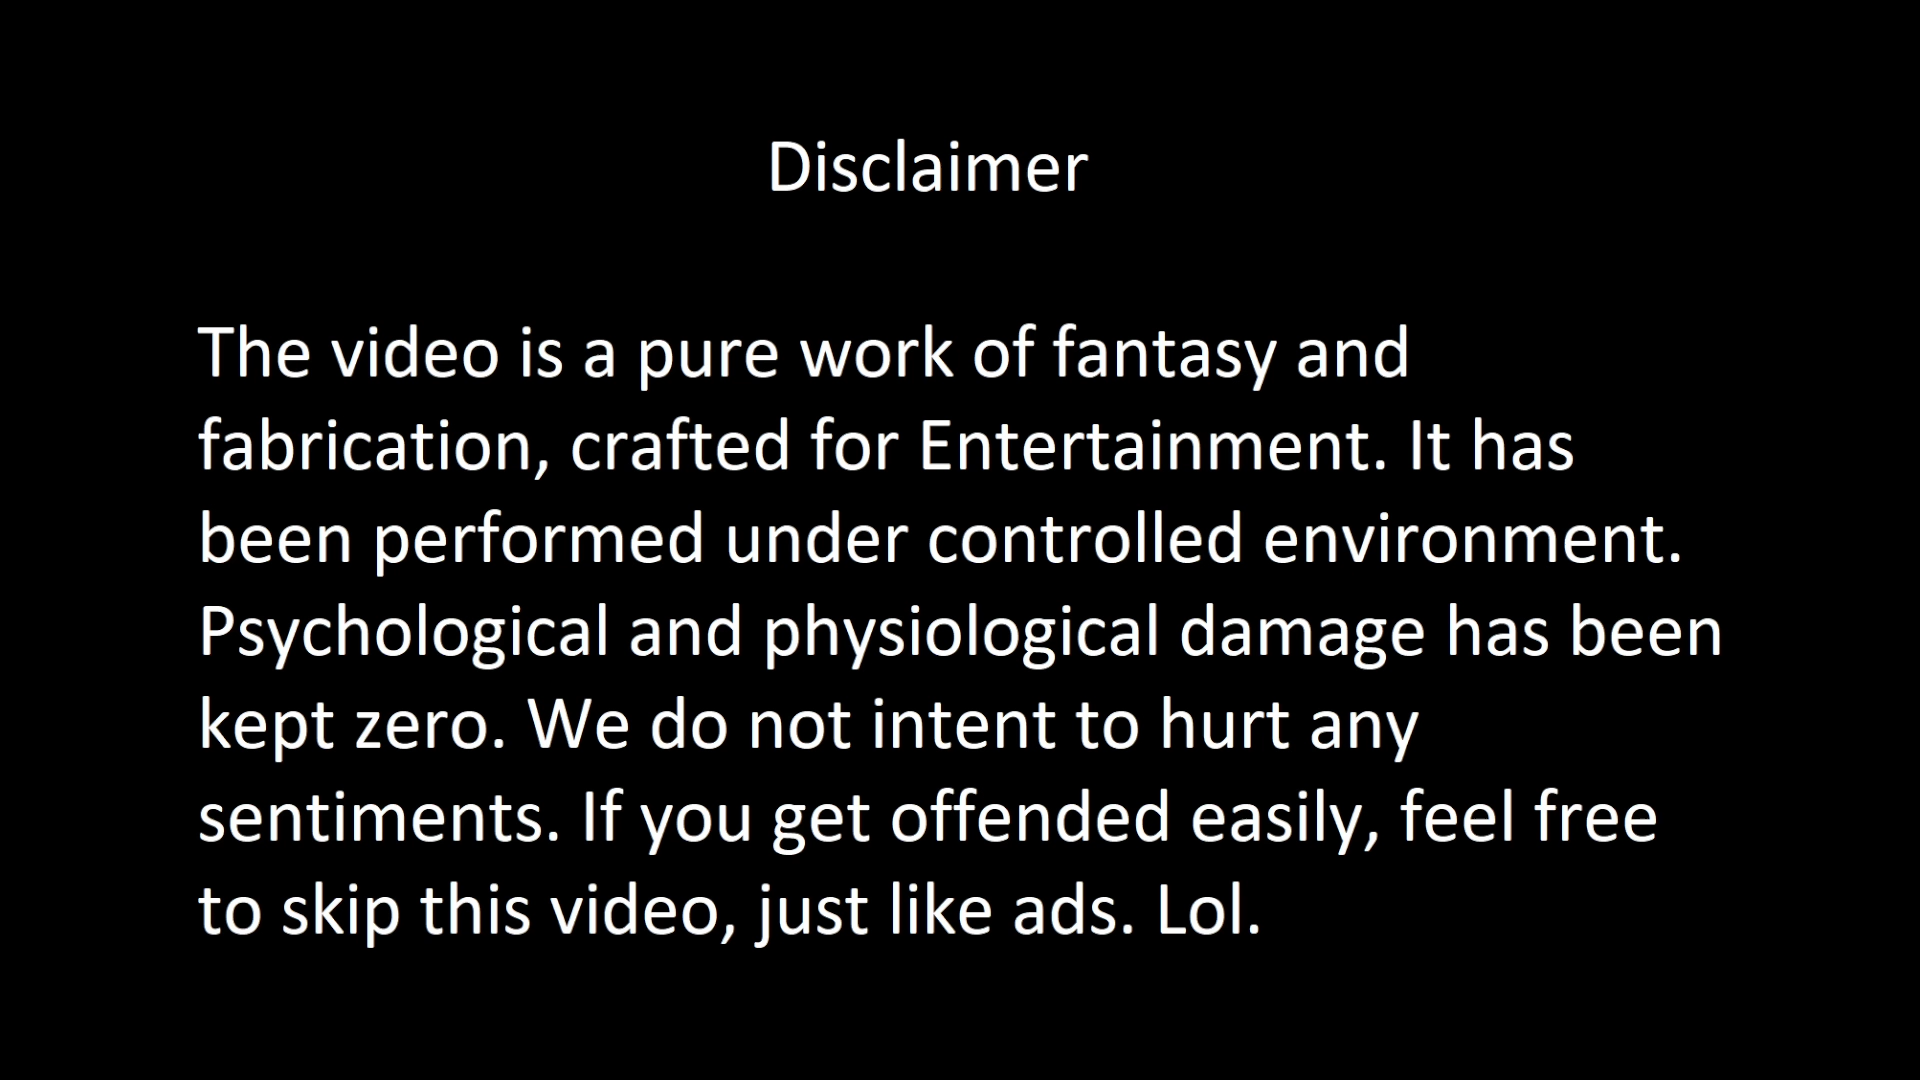 Disclaimer
The video is a pure work of fantasy and
fabrication, crafted for Entertainment. It has
been performed under controlled environment.
Psychological and physiological damage has been
kept zero. We do not intent to hurt any
sentiments. If you get offended easily, feel free
to skip this video, just like ads. Lol.